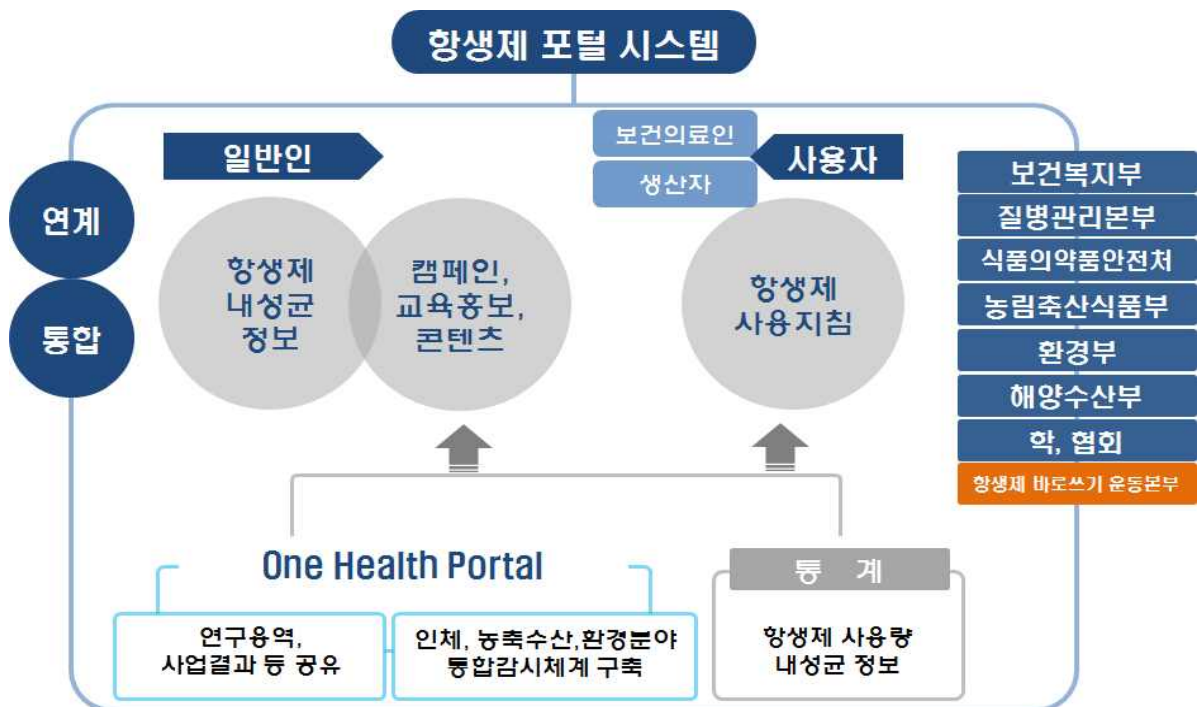 항생제 포털 시스템
일반인
보건의료인
생산자
사용자
연계
통합
항생제
내성균
정보
캠페인,
교육홍보,
콘텐츠
항생제
사용지침
보건복지부
질병관리본부
식품의약품안전처
농림축산식품부
환경부
해양수산부
학, 협회
항생제 바로쓰기 운동본부
One Health Portal
연구용역,
사업결과 등 공유
인체, 농축수산,환경분야
통합감시체계 구축
통 계
항생제 사용량
내성균 정보